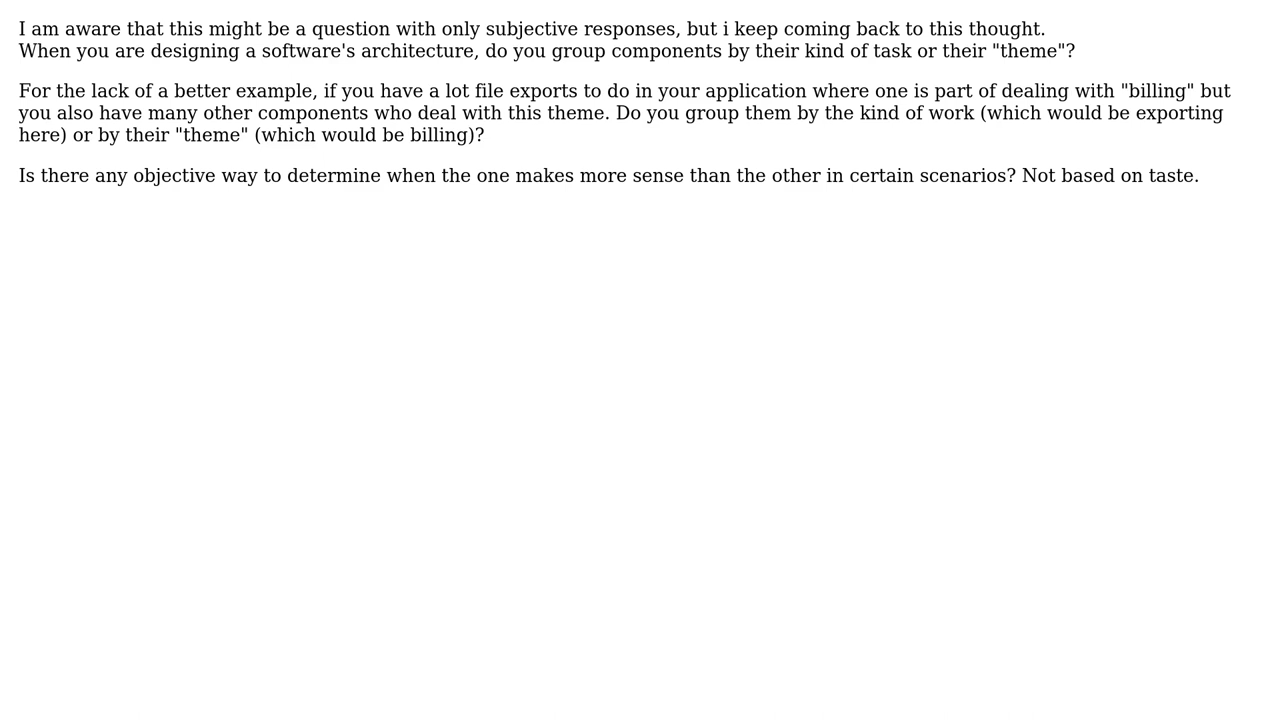 I am aware that this might be a question with only subjective responses, but i keep coming back to this thought.
When you are designing a software's architecture, do you group components by their kind of task or their "theme"?
For the lack of a better example, if you have a lot file exports to do in your application where one is part of dealing with "billing" but
you also have many other components who deal with this theme. Do you group them by the kind of work (which would be exporting
here) or by their "theme" (which would be billing)?
Is there any objective way to determine when the one makes more sense than the other in certain scenarios? Not based on taste.